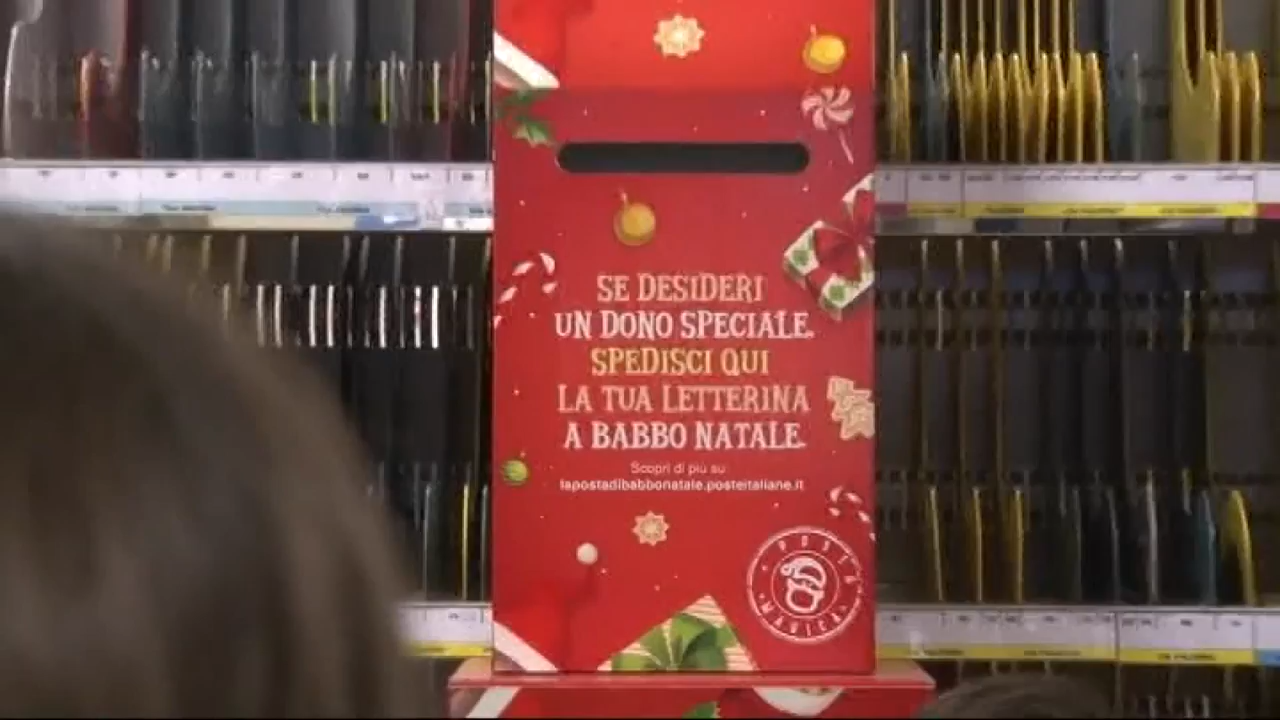 SE DESIDERI
UN DONO SPECIALE,
SPEDISCI QUI
LA TUA LETTERINA
A BABBO NATALE.
Scopri di più su
lapostadibabbonatale.posteitaliane.it
POSTA
MAGICA